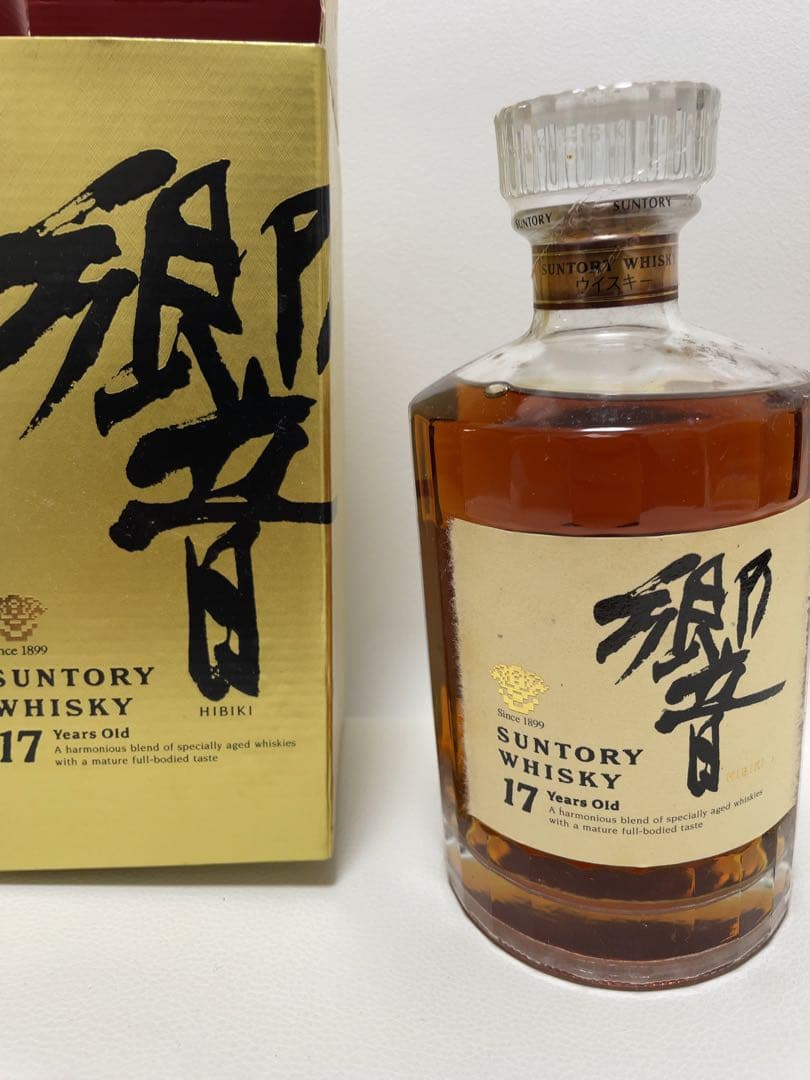 響
Since 1899
SUNTORY
WHISKY
HIBIKI
17 Years Old
A harmonious blend of specially aged whiskies
with a mature full-bodied taste
SUNTORY SUNTORY
SUNTORY WHISKY
ウイスキー
響
Since 1899
SUNTORY
WHISKY
HIBIKI
17 Years Old
A harmonious blend of specially aged whiskies
with a mature full-bodied taste